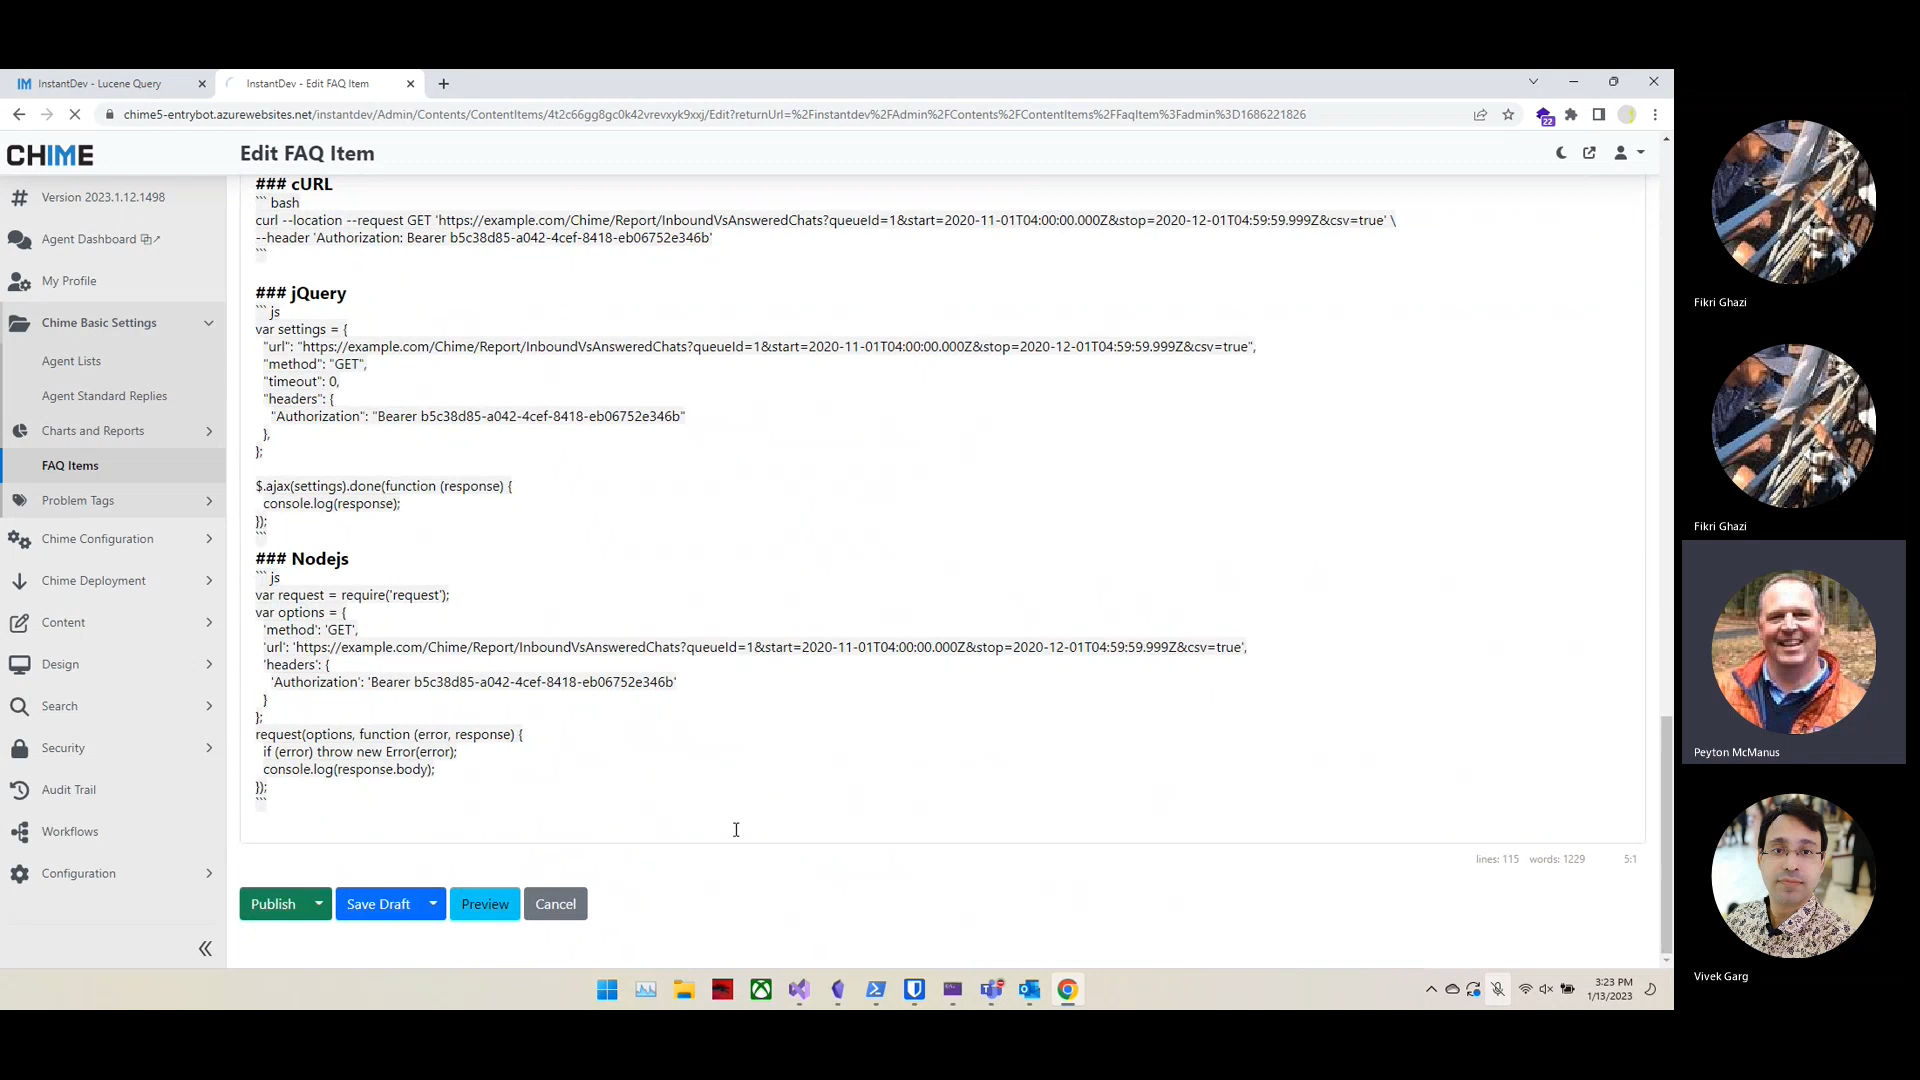 InstantDev - Lucene Query
InstantDev - Edit FAQ Item
chime5-entrybot.azurewebsites.net/instantdev/Admin/Contents/ContentItems/4t2c66gg8gc0k42vrevxyk9xxj/Edit?returnUrl=%2Finstantdev%2FAdmin%2FContents%2FContentItems%2FFaqItem%3Fadmin%3D1686221826
22
CHIME
Edit FAQ Item
Version 2023.1.12.1498
Agent Dashboard
My Profile
Chime Basic Settings
Agent Lists
Agent Standard Replies
Charts and Reports
FAQ Items
Problem Tags
Chime Configuration
Chime Deployment
Content
Design
Search
Security
Audit Trail
Workflows
Configuration
### cURL
``` bash
curl --location --request GET 'https://example.com/Chime/Report/InboundVsAnsweredChats?queueId=1&start=2020-11-01T04:00:00.000Z&stop=2020-12-01T04:59:59.999Z&csv=true' \
--header 'Authorization: Bearer b5c38d85-a042-4cef-8418-eb06752e346b'
```
### jQuery
``` js
var settings = {
"url": "https://example.com/Chime/Report/InboundVsAnsweredChats?queueId=1&start=2020-11-01T04:00:00.000Z&stop=2020-12-01T04:59:59.999Z&csv=true",
"method": "GET",
"timeout": 0,
"headers": {
"Authorization": "Bearer b5c38d85-a042-4cef-8418-eb06752e346b"
},
};
$.ajax(settings).done(function (response) {
console.log(response);
});
```
### Nodejs
``` js
var request = require('request');
var options = {
'method': 'GET',
'url': 'https://example.com/Chime/Report/InboundVsAnsweredChats?queueId=1&start=2020-11-01T04:00:00.000Z&stop=2020-12-01T04:59:59.999Z&csv=true',
'headers': {
'Authorization': 'Bearer b5c38d85-a042-4cef-8418-eb06752e346b'
}
};
request(options, function (error, response) {
if (error) throw new Error(error);
console.log(response.body);
});
```
lines: 115 words: 1229 5:1
Publish
Save Draft
Preview
Cancel
3:23 PM
1/13/2023
Fikri Ghazi
Fikri Ghazi
Peyton McManus
Vivek Garg